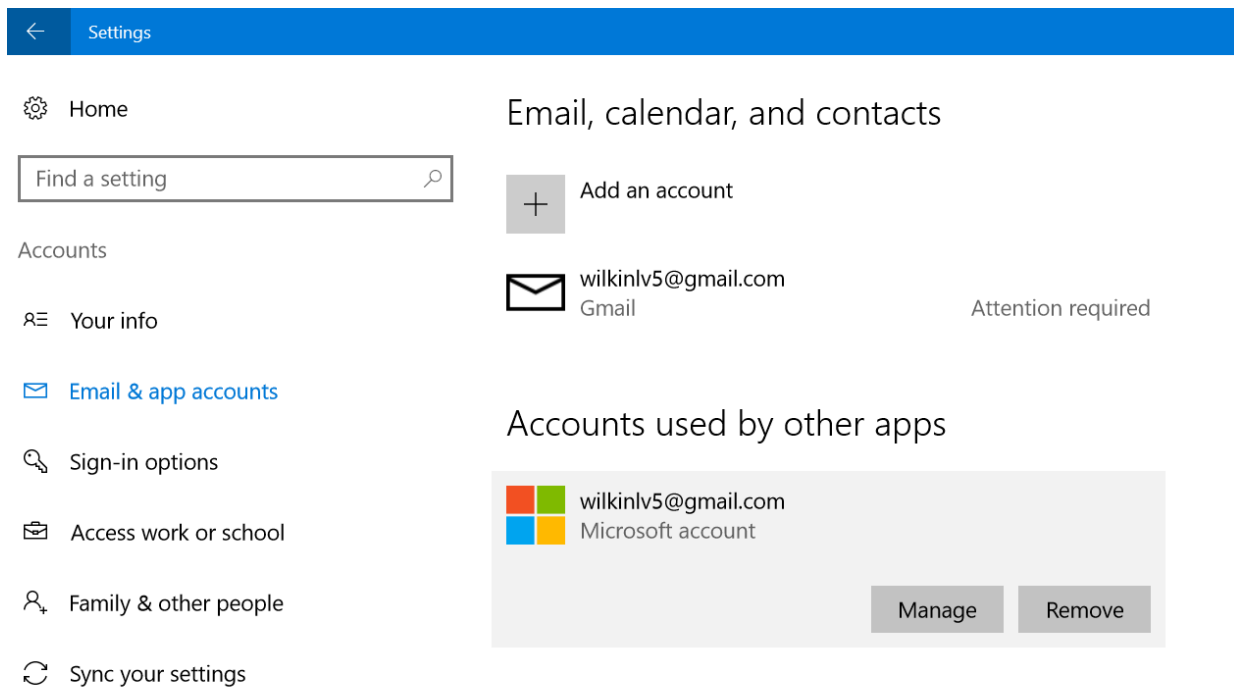 Settings
Home
Find a setting
Accounts
Your info
Email & app accounts
Sign-in options
Access work or school
Family & other people
Sync your settings
Email, calendar, and contacts
Add an account
wilkinlv5@gmail.com
Gmail
Attention required
Accounts used by other apps
wilkinlv5@gmail.com
Microsoft account
Manage
Remove